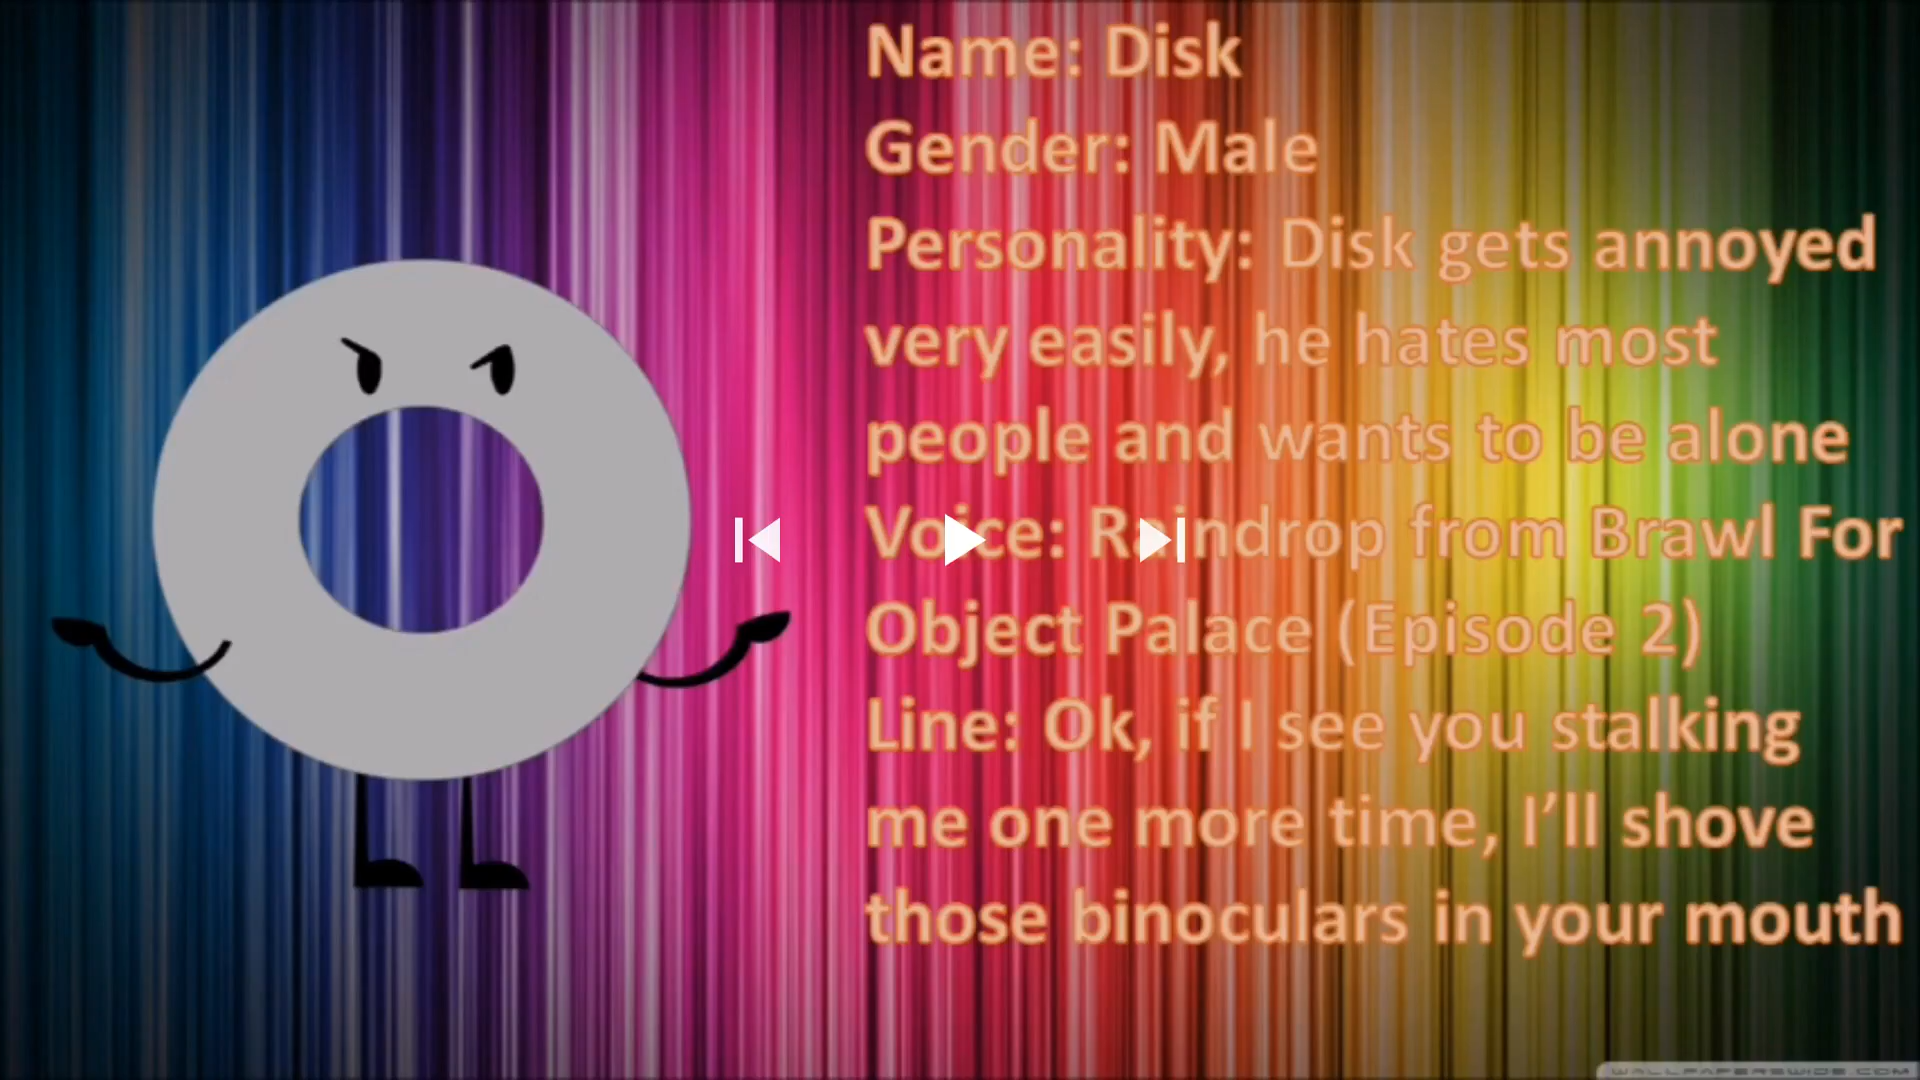 Name: Disk
Gender: Male
Personality: Disk gets annoyed
very easily, he hates most
people and wants to be alone
Voice: Raindrop from Brawl For
Object Palace (Episode 2)
Line: Ok, if I see you stalking
me one more time, I’ll shove
those binoculars in your mouth
WALLPAPERSWIDE.COM